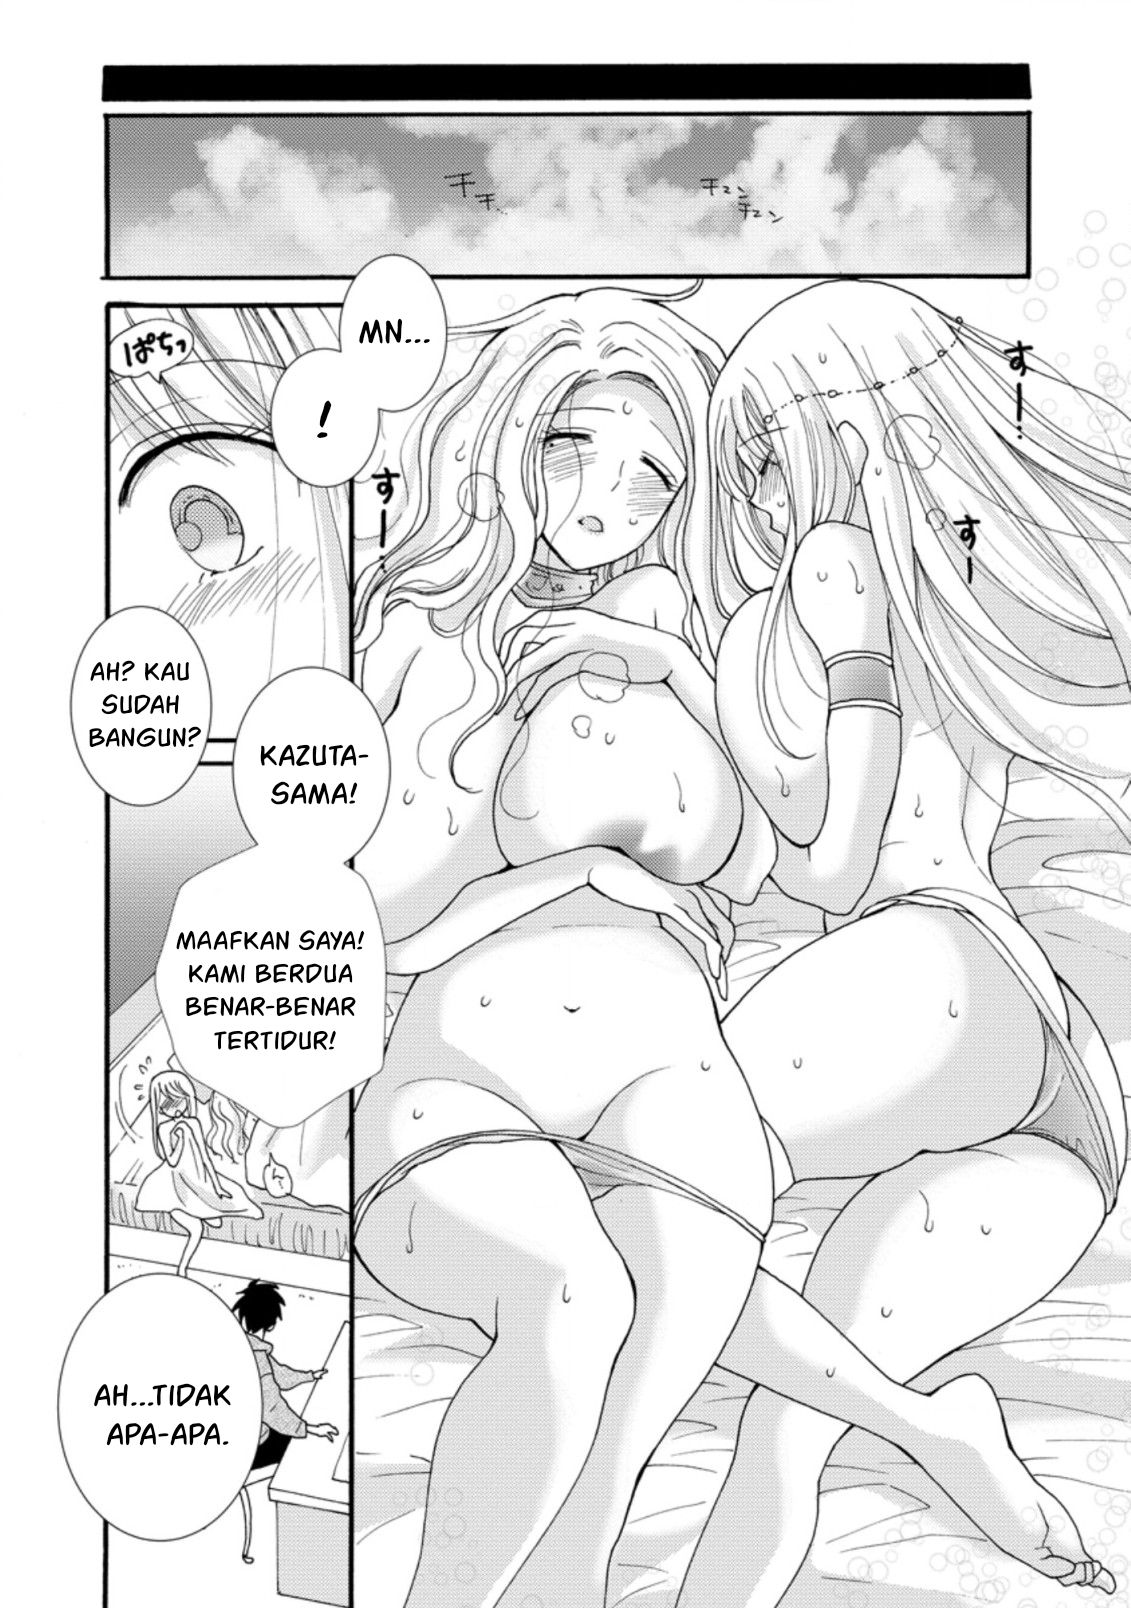 チチ..
チュン
チュン
MN...
!
ぱちっ
すー...
すー...
すー
AH? KAU
SUDAH
BANGUN?
KAZUTA-
SAMA!
MAAFKAN SAYA!
KAMI BERDUA
BENAR-BENAR
TERTIDUR!
AH...TIDAK
APA-APA.